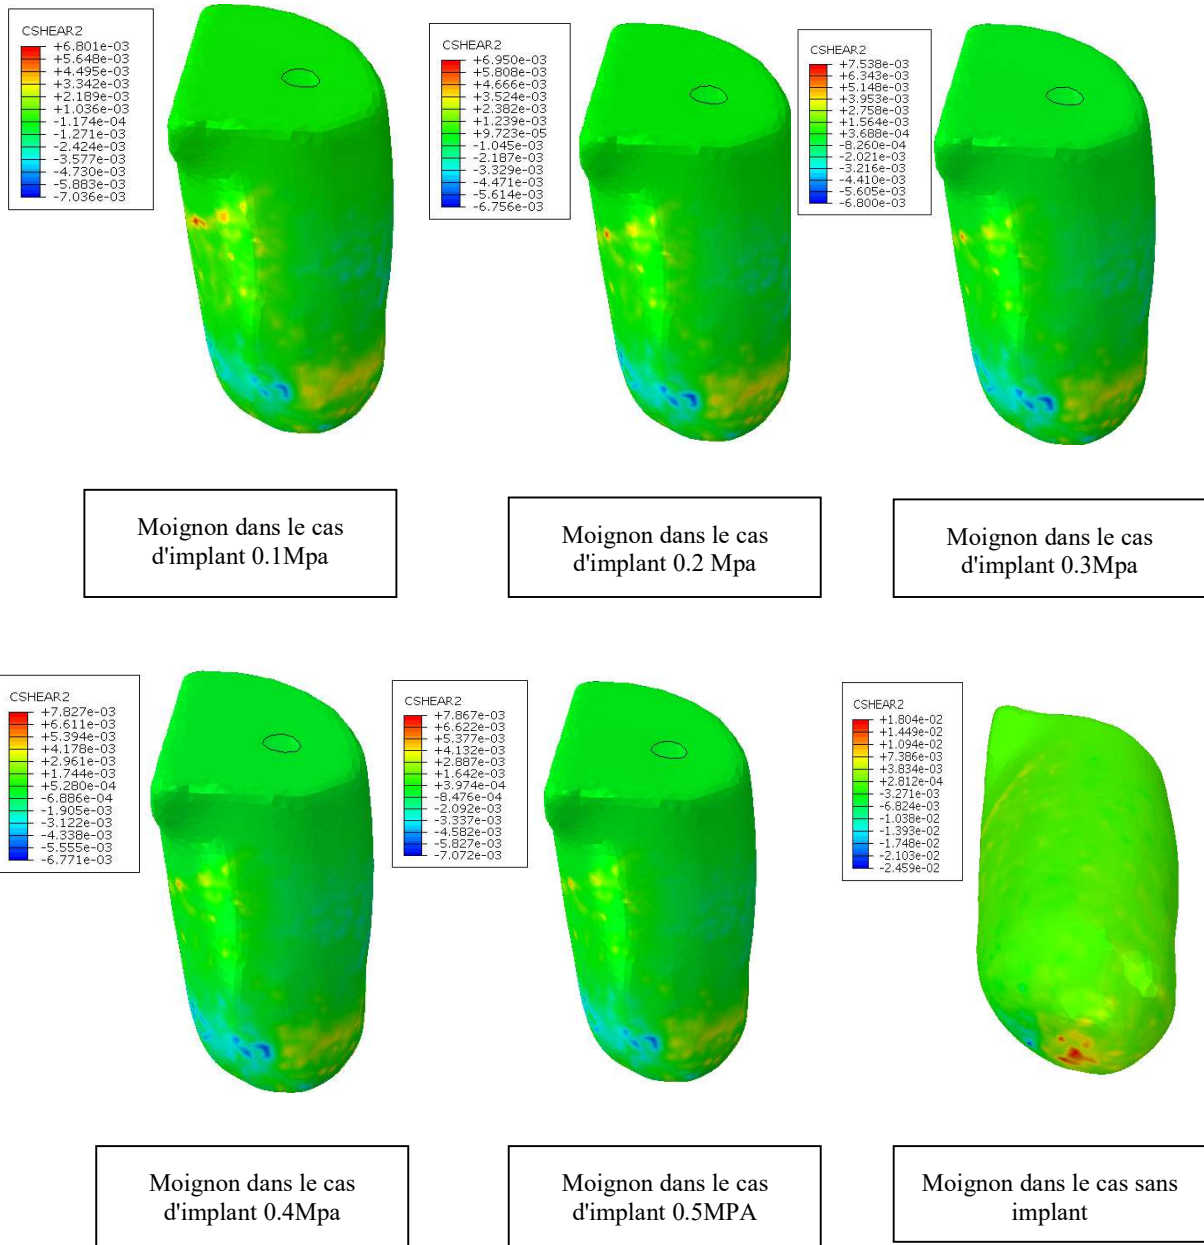 CSHEAR2
+6.801e-03
+5.648e-03
+4.495e-03
+3.342e-03
+2.189e-03
+1.036e-03
-1.174e-04
-1.271e-03
-2.424e-03
-3.577e-03
-4.730e-03
-5.883e-03
-7.036e-03
CSHEAR2
+6.950e-03
+5.808e-03
+4.666e-03
+3.524e-03
+2.382e-03
+1.239e-03
+9.723e-05
-1.045e-03
-2.187e-03
-3.329e-03
-4.471e-03
-5.614e-03
-6.756e-03
CSHEAR2
+7.538e-03
+6.343e-03
+5.148e-03
+3.953e-03
+2.758e-03
+1.564e-03
+3.688e-04
-8.260e-04
-2.021e-03
-3.216e-03
-4.410e-03
-5.605e-03
-6.800e-03
Moignon dans le cas
d'implant 0.1Mpa
Moignon dans le cas
d'implant 0.2 Mpa
Moignon dans le cas
d'implant 0.3Mpa
CSHEAR2
+7.827e-03
+6.611e-03
+5.394e-03
+4.178e-03
+2.961e-03
+1.744e-03
+5.280e-04
-6.886e-04
-1.905e-03
-3.122e-03
-4.338e-03
-5.555e-03
-6.771e-03
CSHEAR2
+7.867e-03
+6.622e-03
+5.377e-03
+4.132e-03
+2.887e-03
+1.642e-03
+3.974e-04
-8.476e-04
-2.092e-03
-3.337e-03
-4.582e-03
-5.827e-03
-7.072e-03
CSHEAR2
+1.804e-02
+1.449e-02
+1.094e-02
+7.386e-03
+3.834e-03
+2.812e-04
-3.271e-03
-6.824e-03
-1.038e-02
-1.393e-02
-1.748e-02
-2.103e-02
-2.459e-02
Moignon dans le cas
d'implant 0.4Mpa
Moignon dans le cas
d'implant 0.5MPA
Moignon dans le cas sans
implant